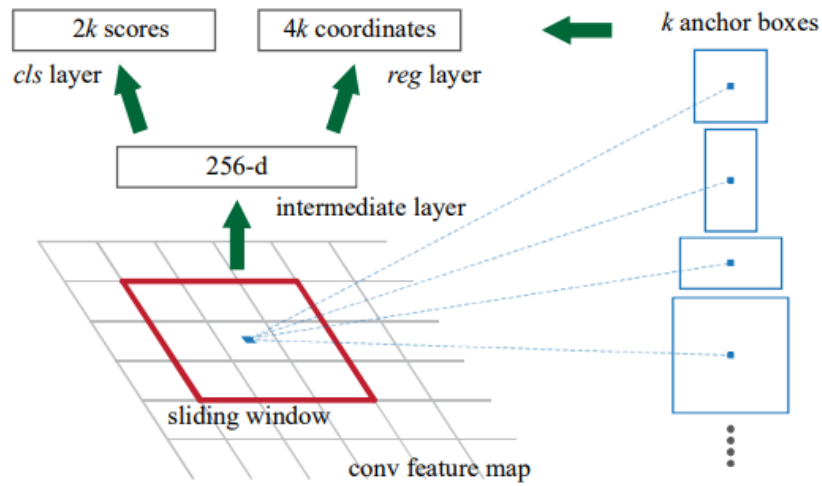 2k scores
4k coordinates
k anchor boxes
cls layer
reg layer
256-d
intermediate layer
sliding window
conv feature map